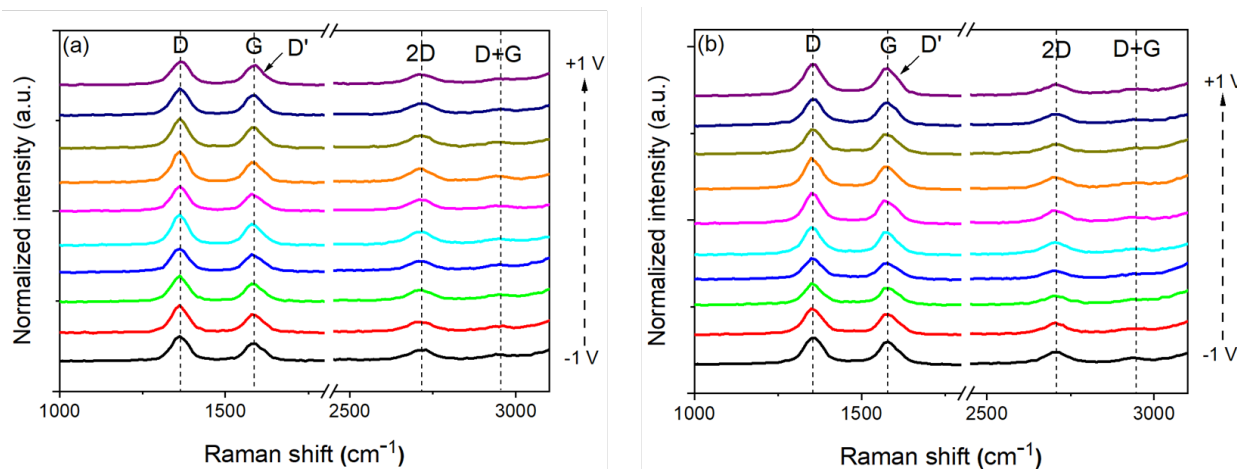 (a)
D
G
D'
2D
D+G
+1 V
-1 V
Normalized intensity (a.u.)
1000
1500
2500
3000
Raman shift (cm⁻¹)
(b)
D
G
D'
2D
D+G
+1 V
-1 V
Normalized intensity (a.u.)
1000
1500
2500
3000
Raman shift (cm⁻¹)